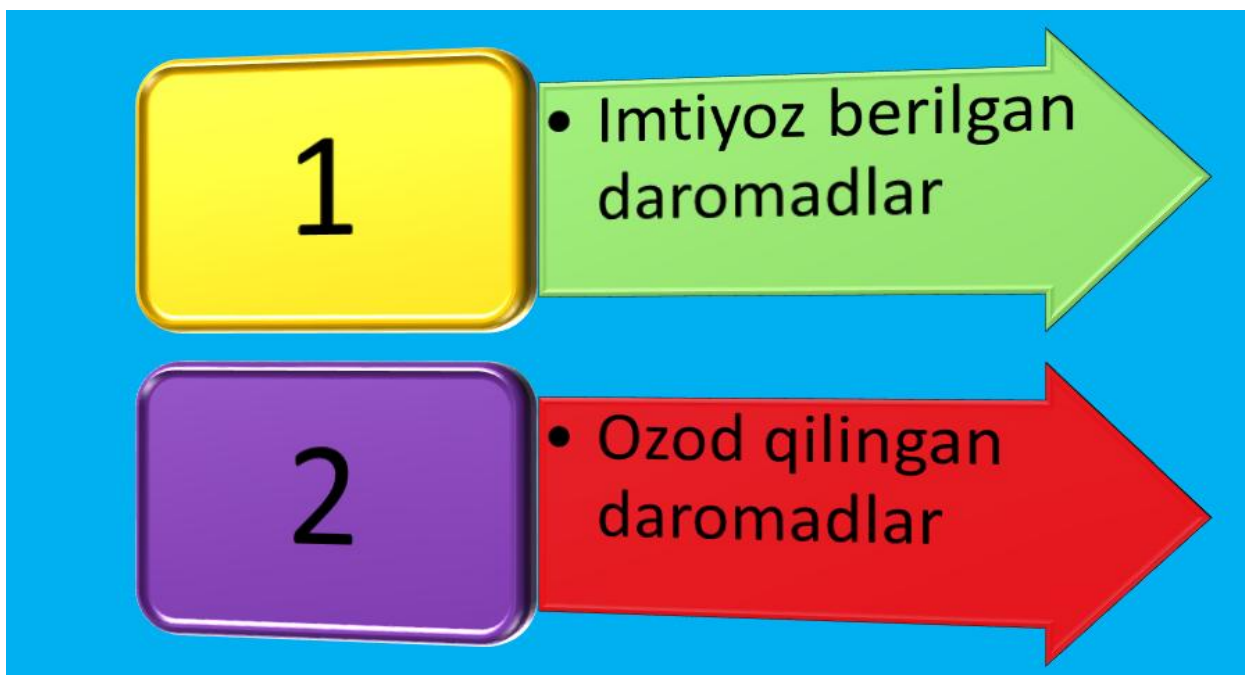 1
• Imtiyoz berilgan
daromadlar
2
• Ozod qilingan
daromadlar